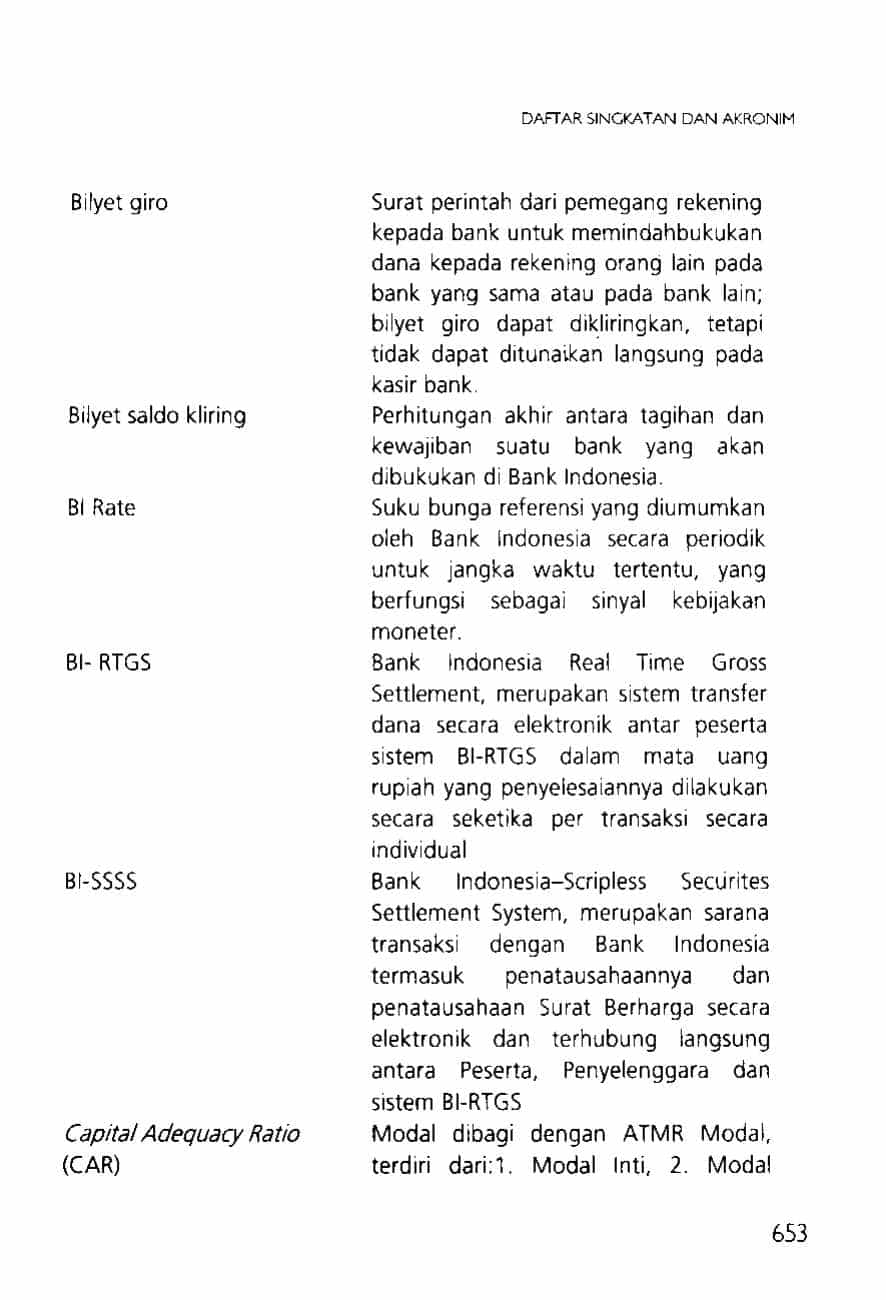 DAFTAR SINGKATAN DAN AKRONIM
Bilyet giro Surat perintah dari pemegang rekening
kepada bank untuk memindahbukukan
dana kepada rekening orang lain pada
bank yang sama atau pada bank lain;
bilyet giro dapat dikliringkan, tetapi
tidak dapat ditunaikan langsung pada
kasir bank.
Bilyet saldo kliring Perhitungan akhir antara tagihan dan
kewajiban suatu bank yang akan
dibukukan di Bank Indonesia.
BI Rate Suku bunga referensi yang diumumkan
oleh Bank Indonesia secara periodik
untuk jangka waktu tertentu, yang
berfungsi sebagai sinyal kebijakan
moneter.
BI- RTGS Bank Indonesia Real Time Gross
Settlement, merupakan sistem transfer
dana secara elektronik antar peserta
sistem BI-RTGS dalam mata uang
rupiah yang penyelesaiannya dilakukan
secara seketika per transaksi secara
individual
BI-SSSS Bank Indonesia–Scripless Securites
Settlement System, merupakan sarana
transaksi dengan Bank Indonesia
termasuk penatausahaannya dan
penatausahaan Surat Berharga secara
elektronik dan terhubung langsung
antara Peserta, Penyelenggara dan
sistem BI-RTGS
Capital Adequacy Ratio Modal dibagi dengan ATMR Modal,
(CAR) terdiri dari:1. Modal Inti, 2. Modal
653